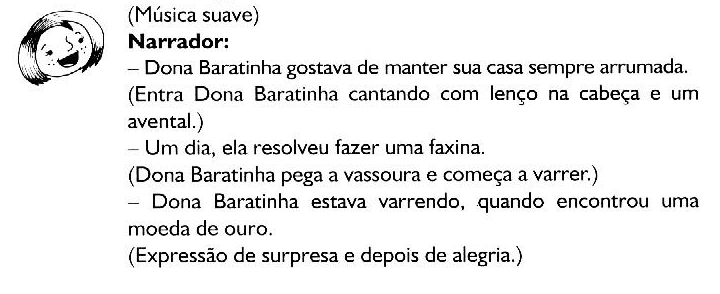 (Música suave)
Narrador:
– Dona Baratinha gostava de manter sua casa sempre arrumada.
(Entra Dona Baratinha cantando com lenço na cabeça e um
avental.)
– Um dia, ela resolveu fazer uma faxina.
(Dona Baratinha pega a vassoura e começa a varrer.)
– Dona Baratinha estava varrendo, quando encontrou uma
moeda de ouro.
(Expressão de surpresa e depois de alegria.)